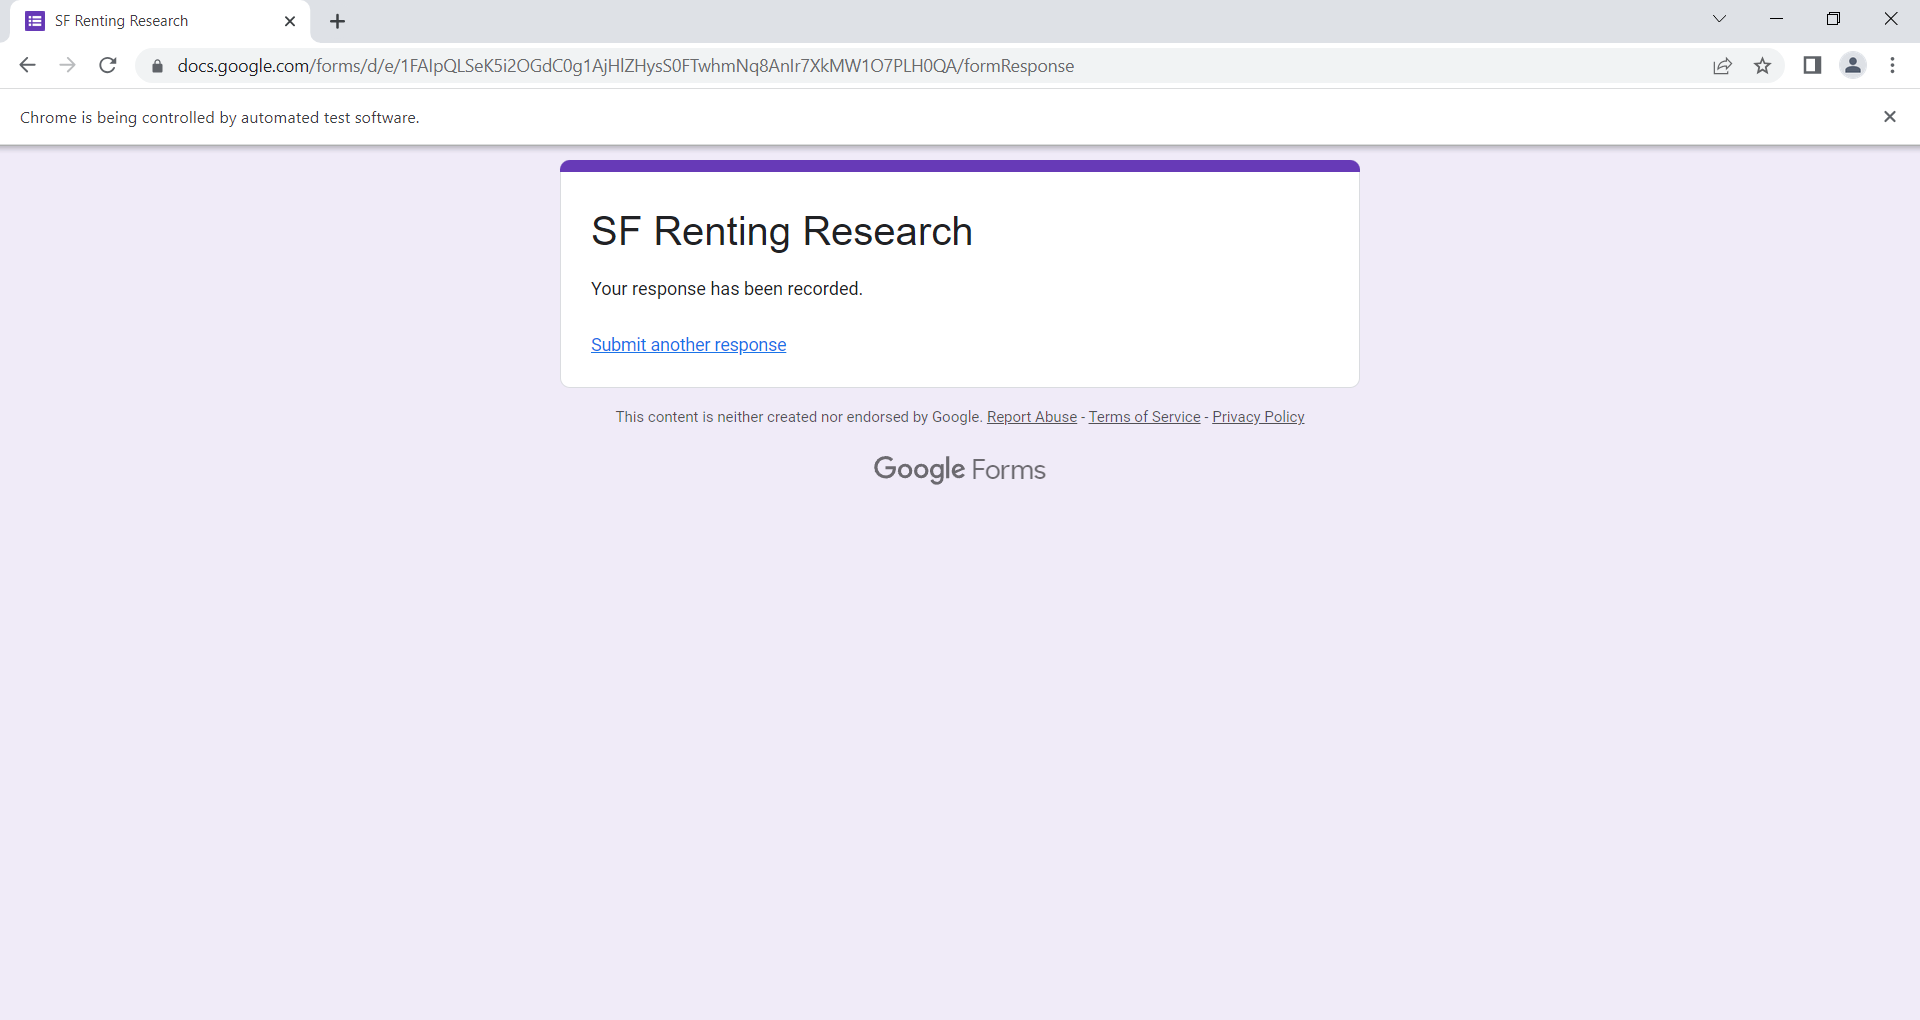 SF Renting Research
docs.google.com/forms/d/e/1FAIpQLSeK5i2OGdC0g1AjHlZHysS0FTwhmNq8AnIr7XkMW1O7PLH0QA/formResponse
Chrome is being controlled by automated test software.
SF Renting Research
Your response has been recorded.
Submit another response
This content is neither created nor endorsed by Google. Report Abuse - Terms of Service - Privacy Policy
Google Forms